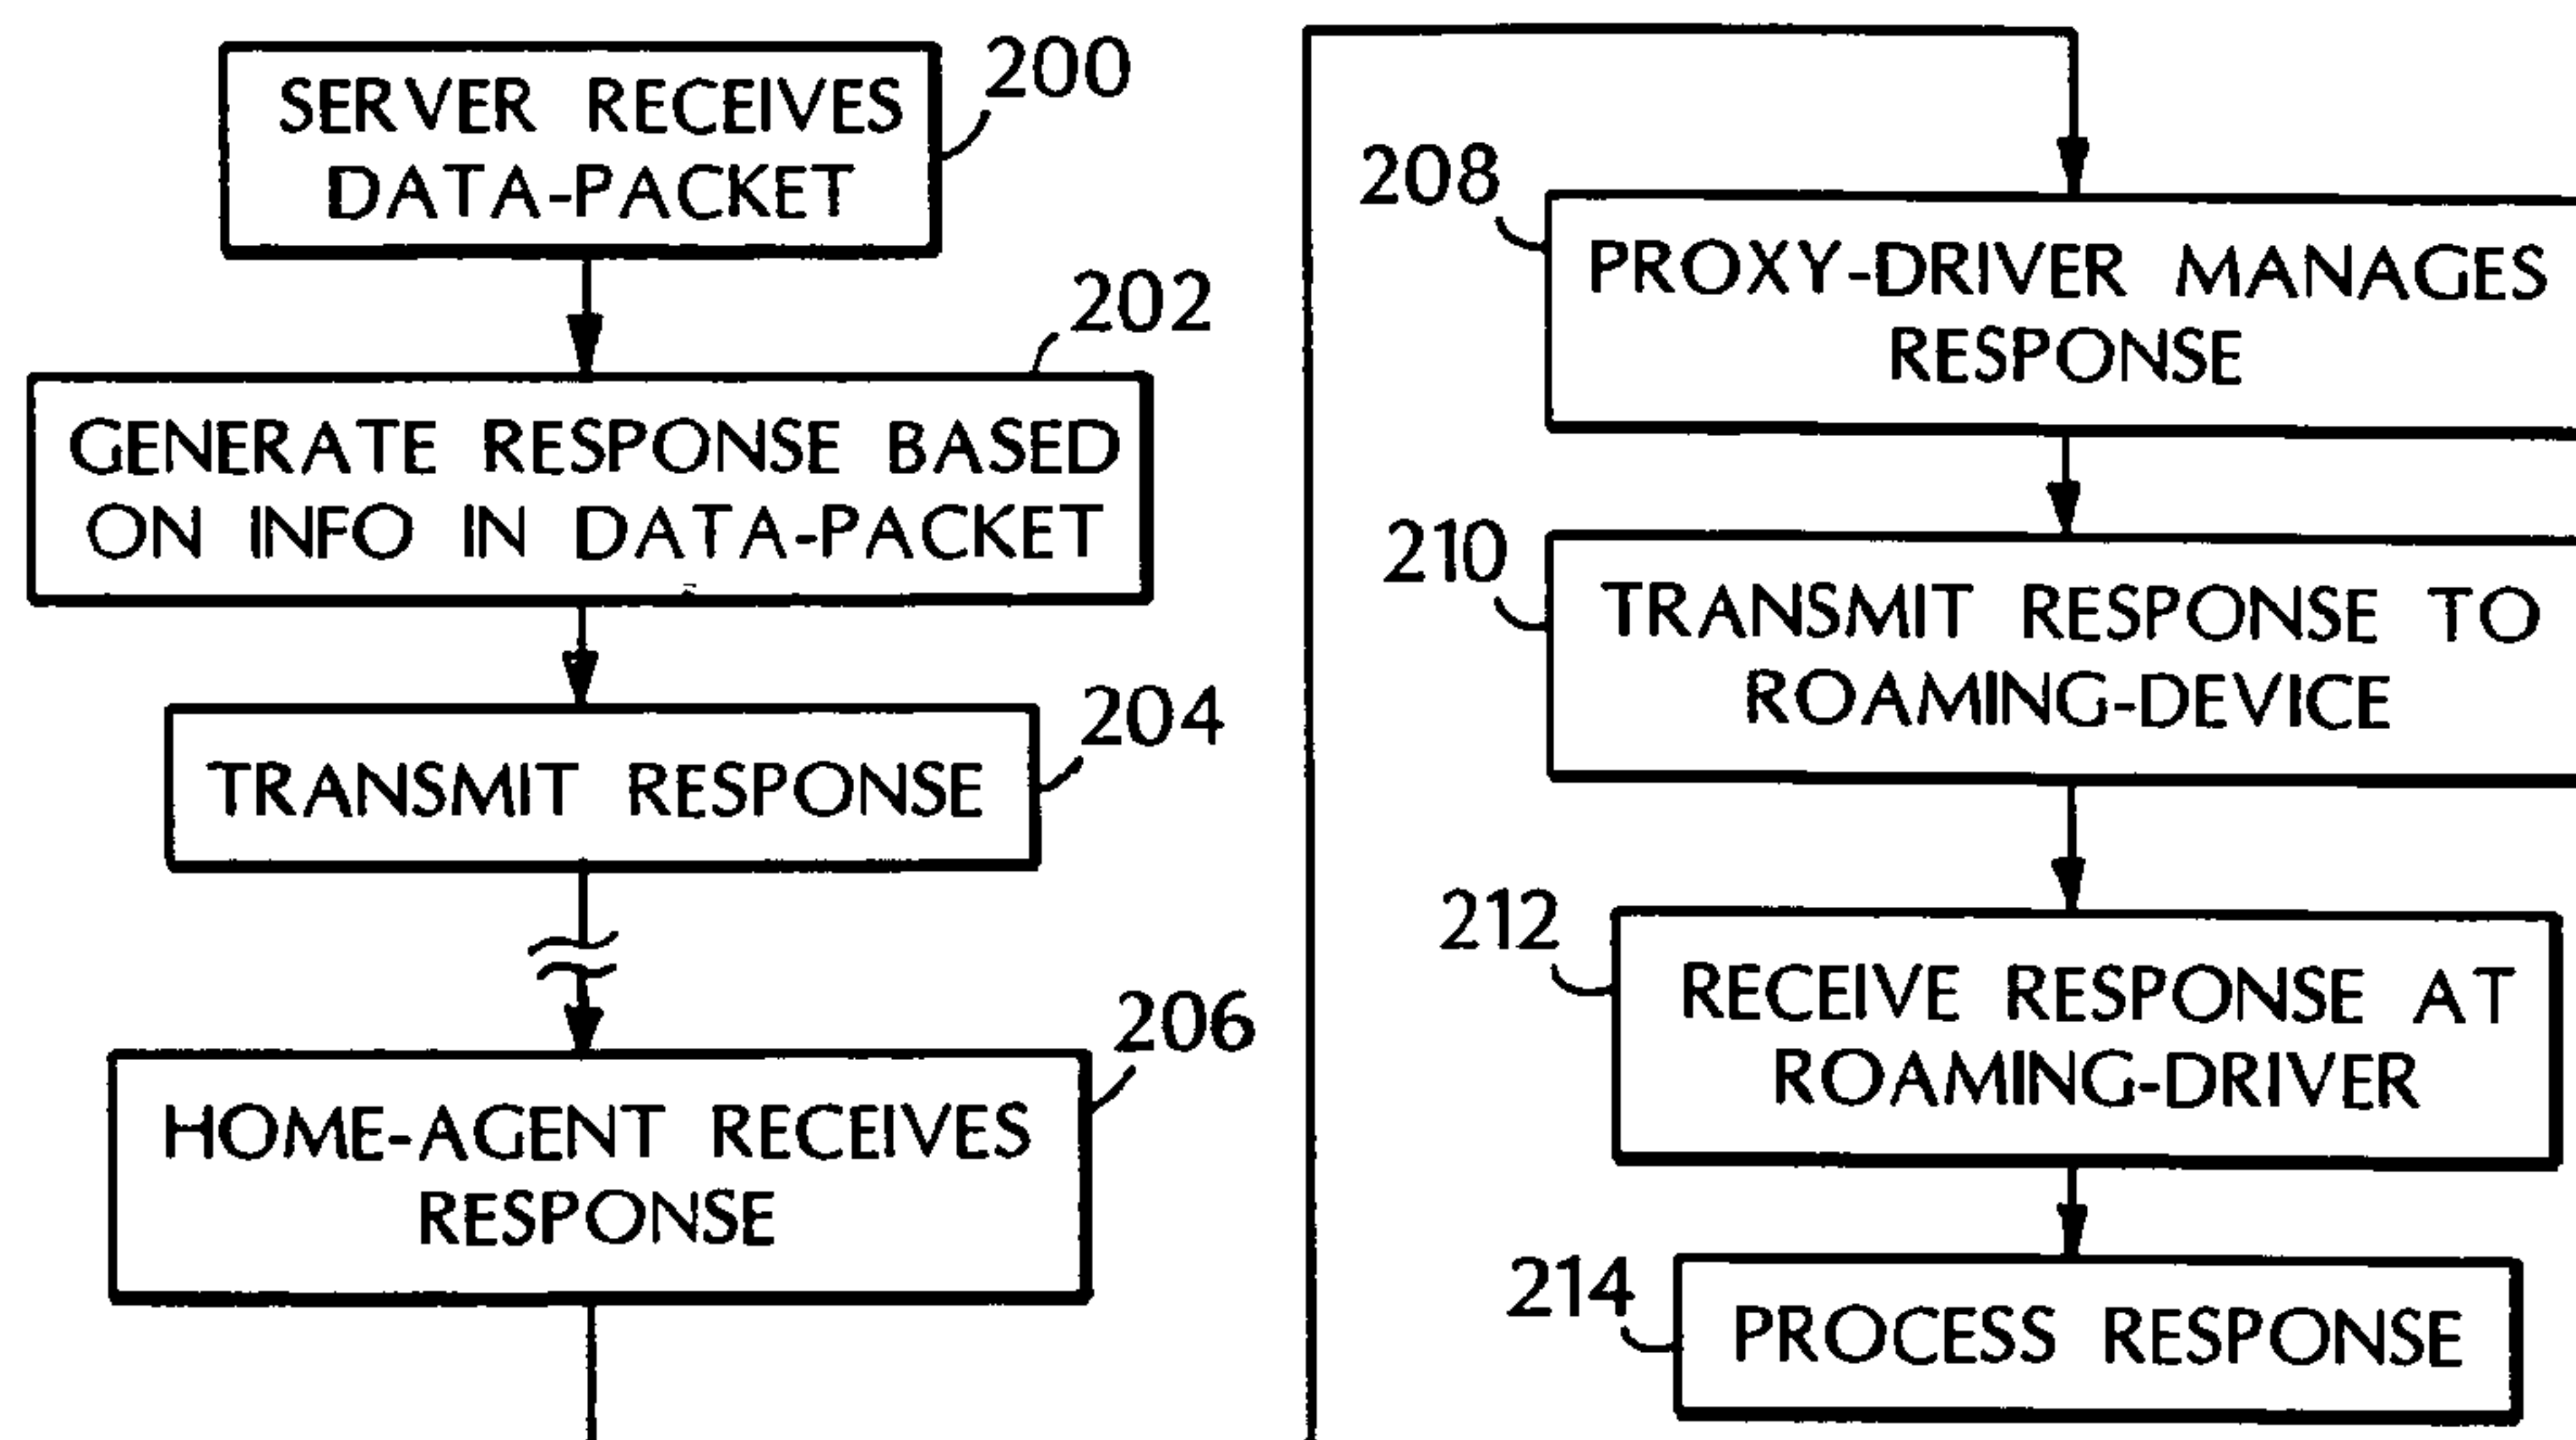 SERVER RECEIVES
DATA-PACKET
200
GENERATE RESPONSE BASED
ON INFO IN DATA-PACKET
202
TRANSMIT RESPONSE
204
HOME-AGENT RECEIVES
RESPONSE
206
208
PROXY-DRIVER MANAGES
RESPONSE
210
TRANSMIT RESPONSE TO
ROAMING-DEVICE
212
RECEIVE RESPONSE AT
ROAMING-DRIVER
214
PROCESS RESPONSE